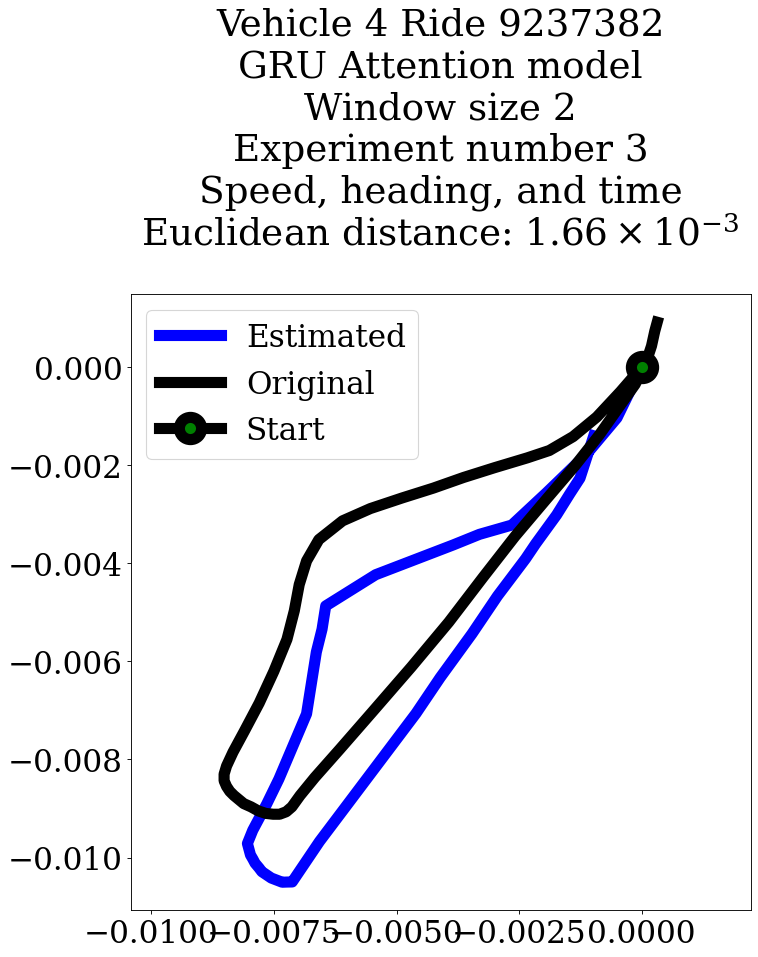 Vehicle 4 Ride 9237382
GRU Attention model
Window size 2
Experiment number 3
Speed, heading, and time
Euclidean distance: 1.66 × 10⁻³
Estimated
Original
Start
0.000
−0.002
−0.004
−0.006
−0.008
−0.010
−0.0100 −0.0075 −0.0050 −0.0025 0.0000